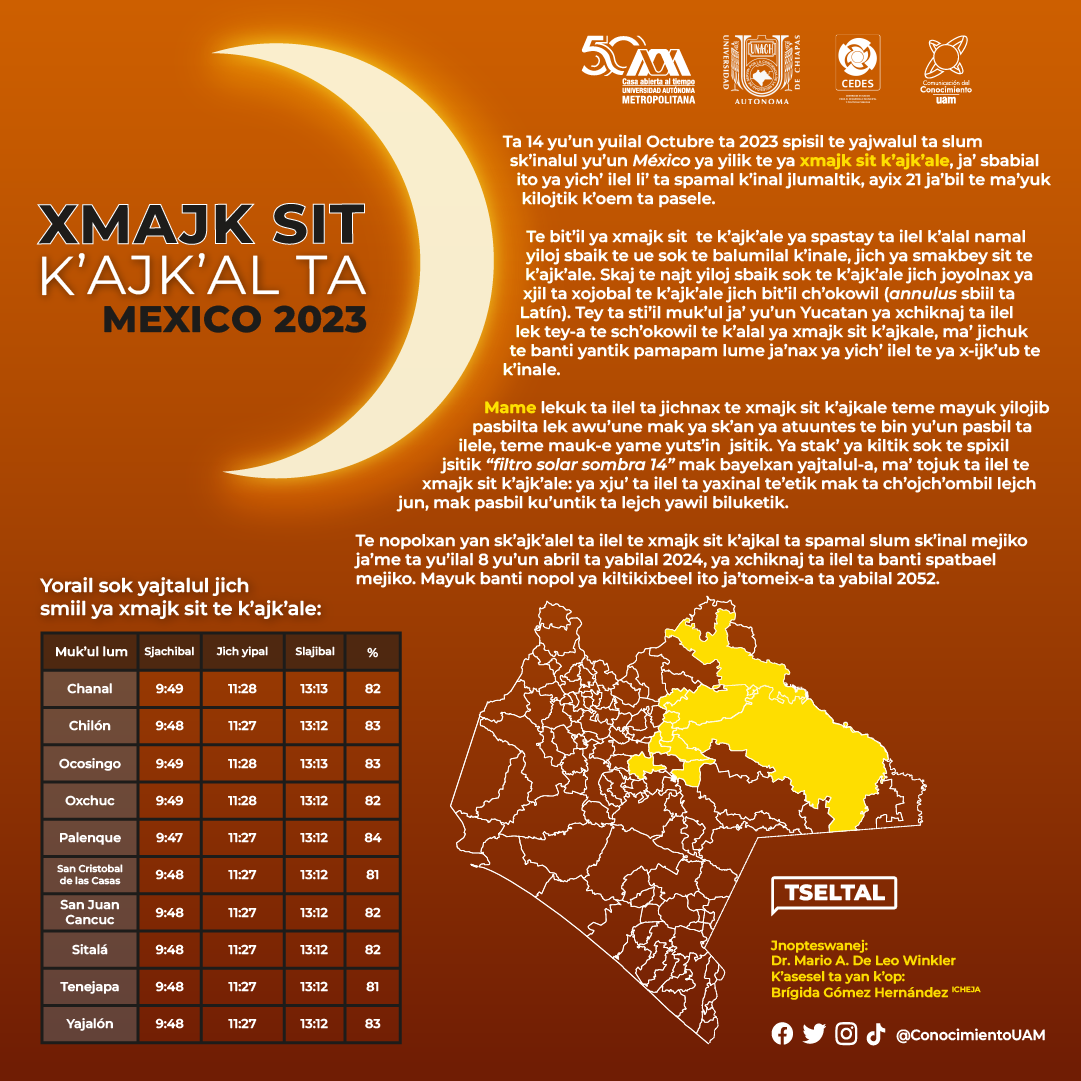 50
Casa abierta al tiempo
UNIVERSIDAD AUTÓNOMA
METROPOLITANA
UNIVERSIDAD
UNACH
DE CHIAPAS
AUTONOMA
CEDES
Comunicación del
Conocimiento
uam
XMAJK SIT
K’AJK’AL TA
MEXICO 2023
Ta 14 yu’un yuilal Octubre ta 2023 spisil te yajwalul ta slum
sk’inalul yu’un México ya yilik te ya xmajk sit k’ajk’ale, ja’ sbabial
ito ya yich’ ilel li’ ta spamal k’inal jlumaltik, ayix 21 ja’bil te ma’yuk
kilojtik k’oem ta pasele.
Te bit’il ya xmajk sit te k’ajk’ale ya spastay ta ilel k’alal namal
yiloj sbaik te ue sok te balumilal k’inale, jich ya smakbey sit te
k’ajk’ale. Skaj te najt yiloj sbaik sok te k’ajk’ale jich joyolnax ya
xjil ta xojobal te k’ajk’ale jich bit’il ch’okowil (annulus sbiil ta
Latín). Tey ta sti’il muk’ul ja’ yu’un Yucatan ya xchiknaj ta ilel
lek tey-a te sch’okowil te k’alal ya xmajk sit k’ajkale, ma’ jichuk
te banti yantik pamapam lume ja’nax ya yich’ ilel te ya x-ijk’ub te
k’inale.
Mame lekuk ta ilel ta jichnax te xmajk sit k’ajkale teme mayuk yilojib
pasbilta lek awu’une mak ya sk’an ya atuuntes te bin yu’un pasbil ta
ilele, teme mauk-e yame yuts’in jsitik. Ya stak’ ya kiltik sok te spixil
jsitik “filtro solar sombra 14” mak bayelxan yajtalul-a, ma’ tojuk ta ilel te
xmajk sit k’ajk’ale: ya xju’ ta ilel ta yaxinal te’etik mak ta ch’ojch’ombil lejch
jun, mak pasbil ku’untik ta lejch yawil biluketik.
Te nopolxan yan sk’ajk’alel ta ilel te xmajk sit k’ajkal ta spamal slum sk’inal mejiko
ja’me ta yu’ilal 8 yu’un abril ta yabilal 2024, ya xchiknaj ta ilel ta banti spatbael
mejiko. Mayuk banti nopol ya kiltikixbeel ito ja’tomeix-a ta yabilal 2052.
Yorail sok yajtalul jich
smiil ya xmajk sit te k’ajk’ale:
Muk’ul lum Sjachibal Jich yipal Slajibal %
Chanal 9:49 11:28 13:13 82
Chilón 9:48 11:27 13:12 83
Ocosingo 9:49 11:28 13:13 83
Oxchuc 9:49 11:28 13:12 82
Palenque 9:47 11:27 13:12 84
San Cristobal
de las Casas 9:48 11:27 13:12 81
San Juan
Cancuc 9:48 11:27 13:12 82
Sitalá 9:48 11:27 13:12 82
Tenejapa 9:48 11:27 13:12 81
Yajalón 9:48 11:27 13:12 83
TSELTAL
Jnopteswanej:
Dr. Mario A. De Leo Winkler
K’asesel ta yan k’op:
Brígida Gómez Hernández ICHEJA
@ConocimientoUAM